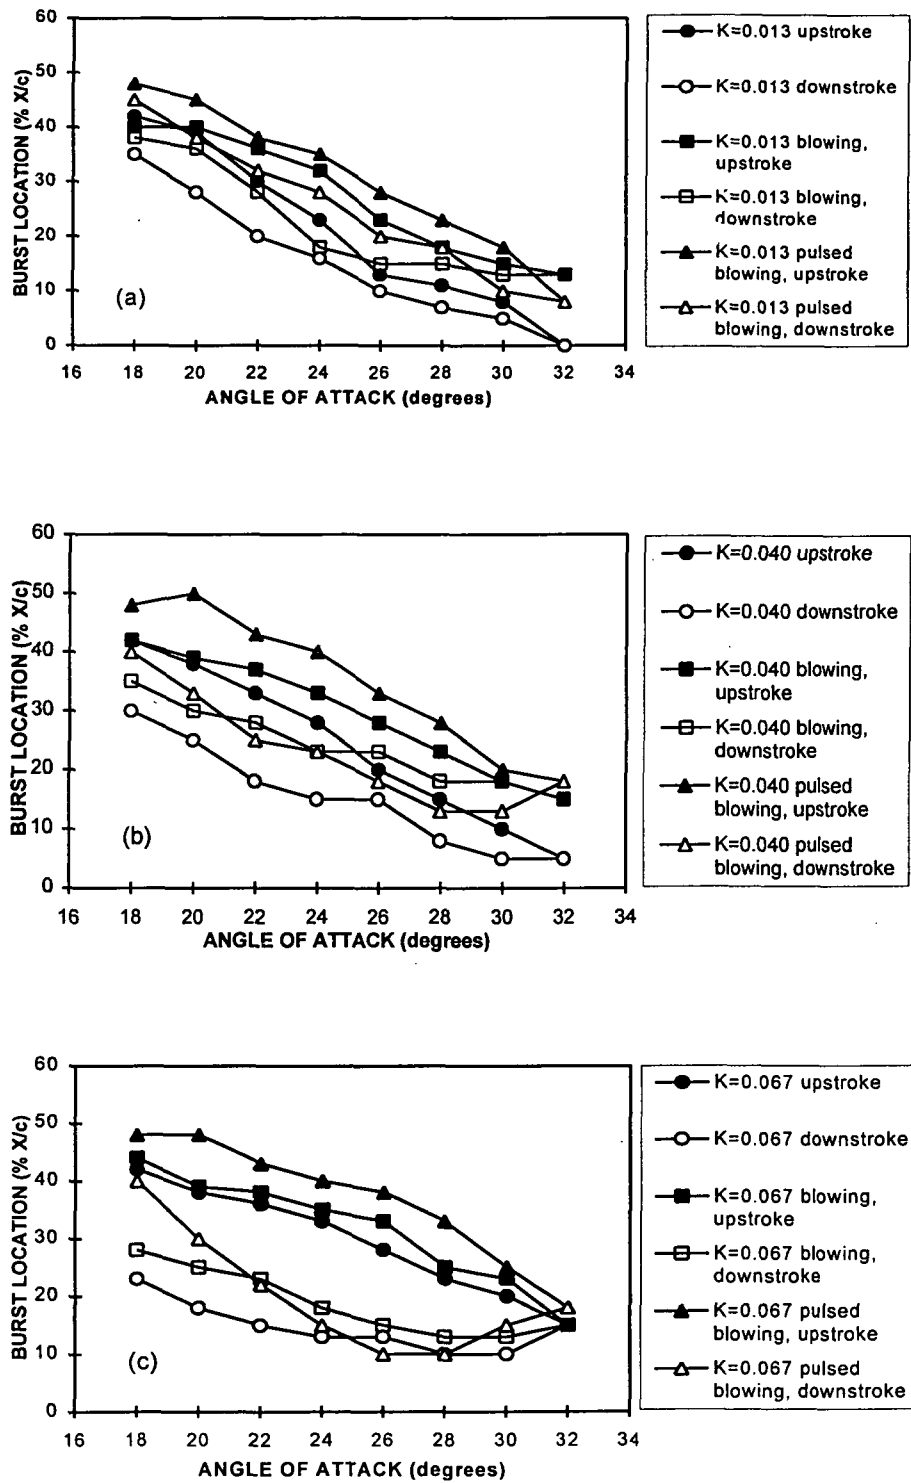 60
50
40
30
20
10
0
BURST LOCATION (% X/c)
(a)
16 18 20 22 24 26 28 30 32 34
ANGLE OF ATTACK (degrees)
K=0.013 upstroke
K=0.013 downstroke
K=0.013 blowing,
upstroke
K=0.013 blowing,
downstroke
K=0.013 pulsed
blowing, upstroke
K=0.013 pulsed
blowing, downstroke
60
50
40
30
20
10
0
BURST LOCATION (% X/c)
(b)
16 18 20 22 24 26 28 30 32 34
ANGLE OF ATTACK (degrees)
K=0.040 upstroke
K=0.040 downstroke
K=0.040 blowing,
upstroke
K=0.040 blowing,
downstroke
K=0.040 pulsed
blowing, upstroke
K=0.040 pulsed
blowing, downstroke
60
50
40
30
20
10
0
BURST LOCATION (% X/c)
(c)
16 18 20 22 24 26 28 30 32 34
ANGLE OF ATTACK (degrees)
K=0.067 upstroke
K=0.067 downstroke
K=0.067 blowing,
upstroke
K=0.067 blowing,
downstroke
K=0.067 pulsed
blowing, upstroke
K=0.067 pulsed
blowing, downstroke